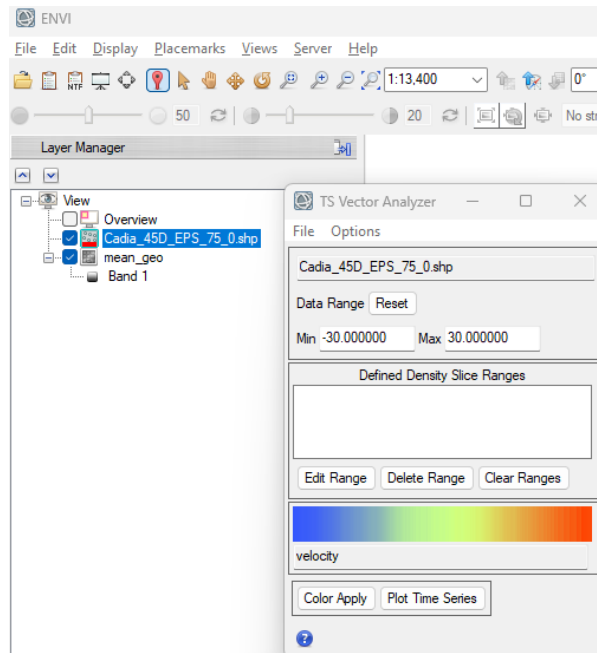 ENVI
File Edit Display Placemarks Views Server Help
NTF 1:13,400 0°
50 20 No
Layer Manager
View
Overview
Cadia_45D_EPS_75_0.shp
mean_geo
Band 1
TS Vector Analyzer
File Options
Cadia_45D_EPS_75_0.shp
Data Range Reset
Min -30.000000 Max 30.000000
Defined Density Slice Ranges
Edit Range Delete Range Clear Ranges
velocity
Color Apply Plot Time Series
?